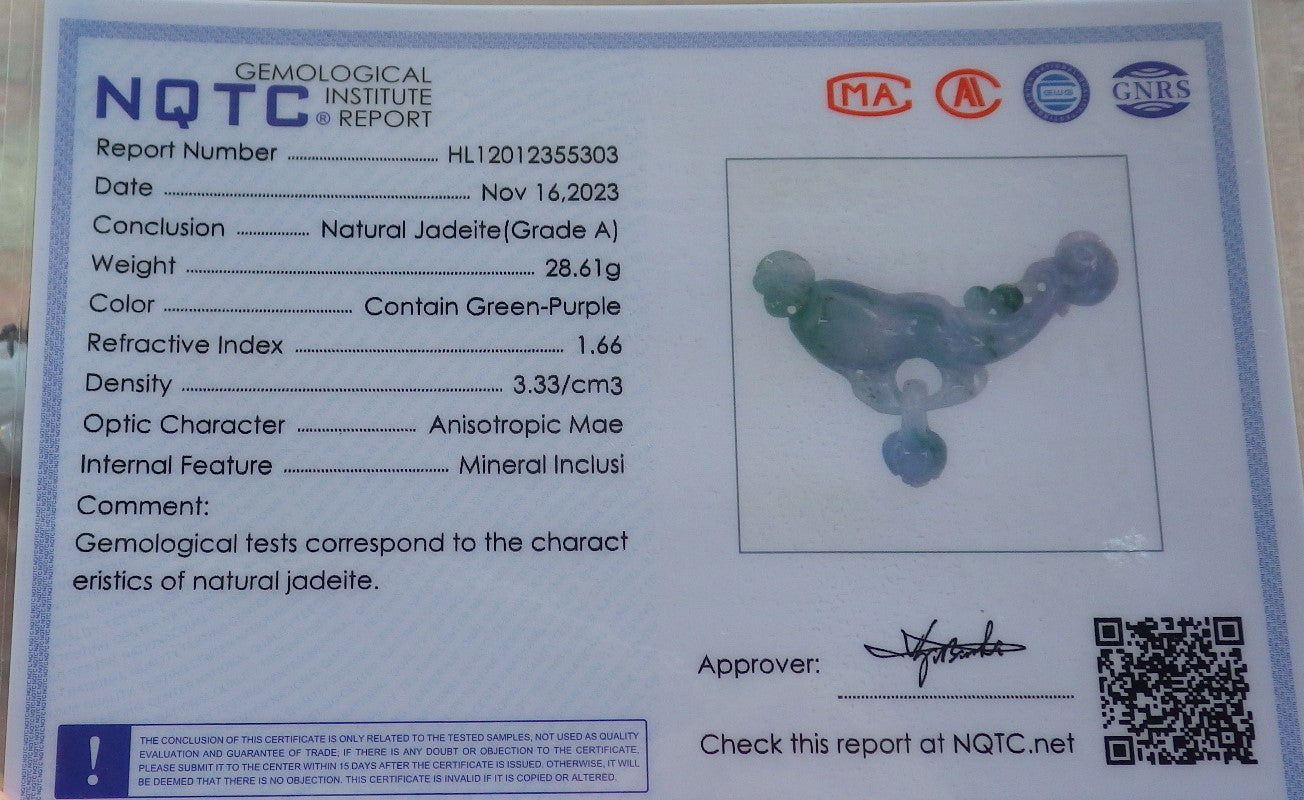 NQTC® GEMOLOGICAL INSTITUTE REPORT
MA
GNRS
Report Number HL12012355303
Date Nov 16,2023
Conclusion Natural Jadeite(Grade A)
Weight 28.61g
Color Contain Green-Purple
Refractive Index 1.66
Density 3.33/cm3
Optic Character Anisotropic Mae
Internal Feature Mineral Inclusi
Comment:
Gemological tests correspond to the charact
eristics of natural jadeite.
Approver:
Check this report at NQTC.net
!
THE CONCLUSION OF THIS CERTIFICATE IS ONLY RELATED TO THE TESTED SAMPLES, NOT USED AS QUALITY
EVALUATION AND GUARANTEE OF TRADE; IF THERE IS ANY DOUBT OR OBJECTION TO THE CERTIFICATE,
PLEASE SUBMIT IT TO THE CENTER WITHIN 15 DAYS AFTER THE CERTIFICATE IS ISSUED. OTHERWISE, IT WILL
BE DEEMED THAT THERE IS NO OBJECTION. THIS CERTIFICATE IS INVALID IF IT IS COPIED OR ALTERED.